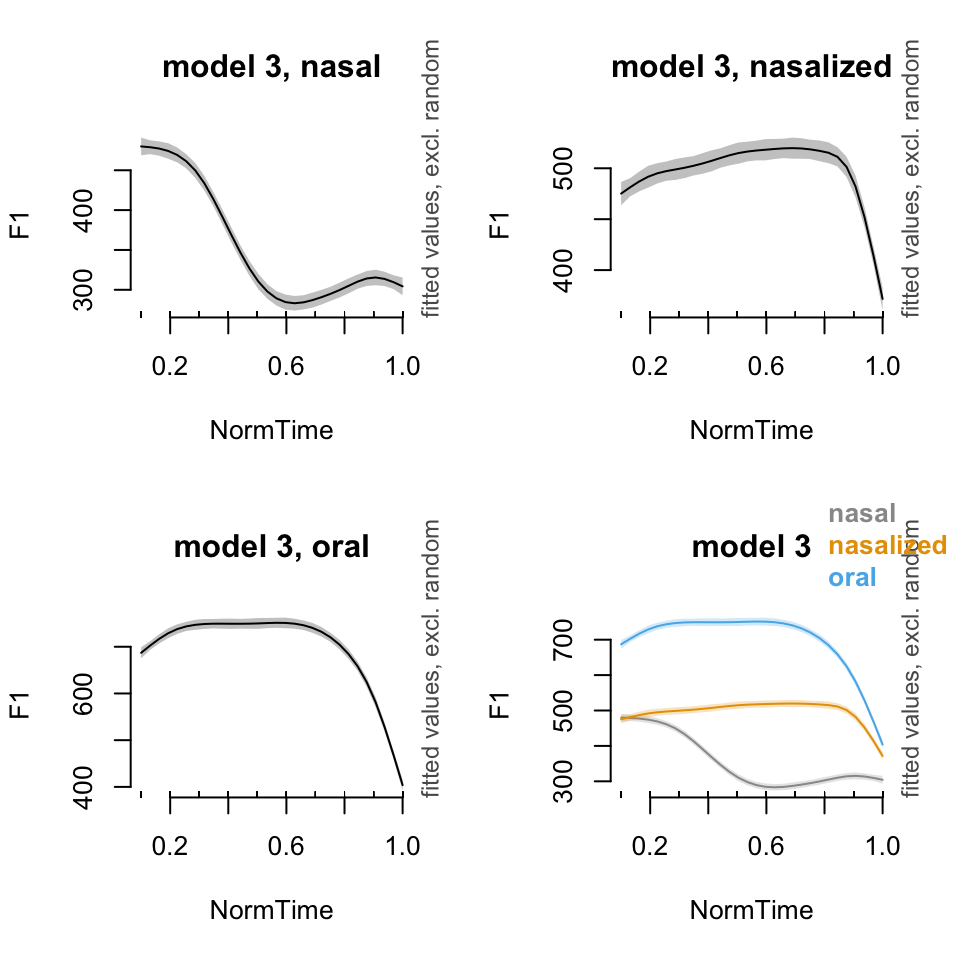 model 3, nasal
F1
300 400
0.2 0.6 1.0
NormTime
fitted values, excl. random
model 3, nasalized
F1
400 500
0.2 0.6 1.0
NormTime
fitted values, excl. random
model 3, oral
F1
400 600
0.2 0.6 1.0
NormTime
fitted values, excl. random
model 3
nasal
nasalized
oral
F1
300 500 700
0.2 0.6 1.0
NormTime
fitted values, excl. random